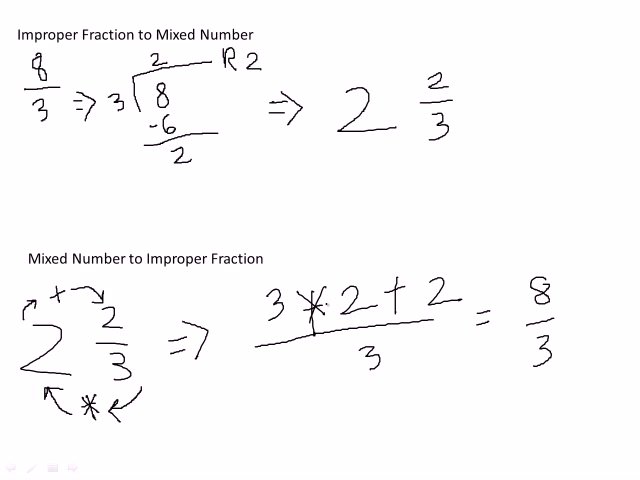 Improper Fraction to Mixed Number
2 R 2
8/3 ⇒ 3 8 ⇒ 2 2/3
-6
2
Mixed Number to Improper Fraction
+
2 2/3 ⇒ 3 * 2 + 2 / 3 = 8/3
*